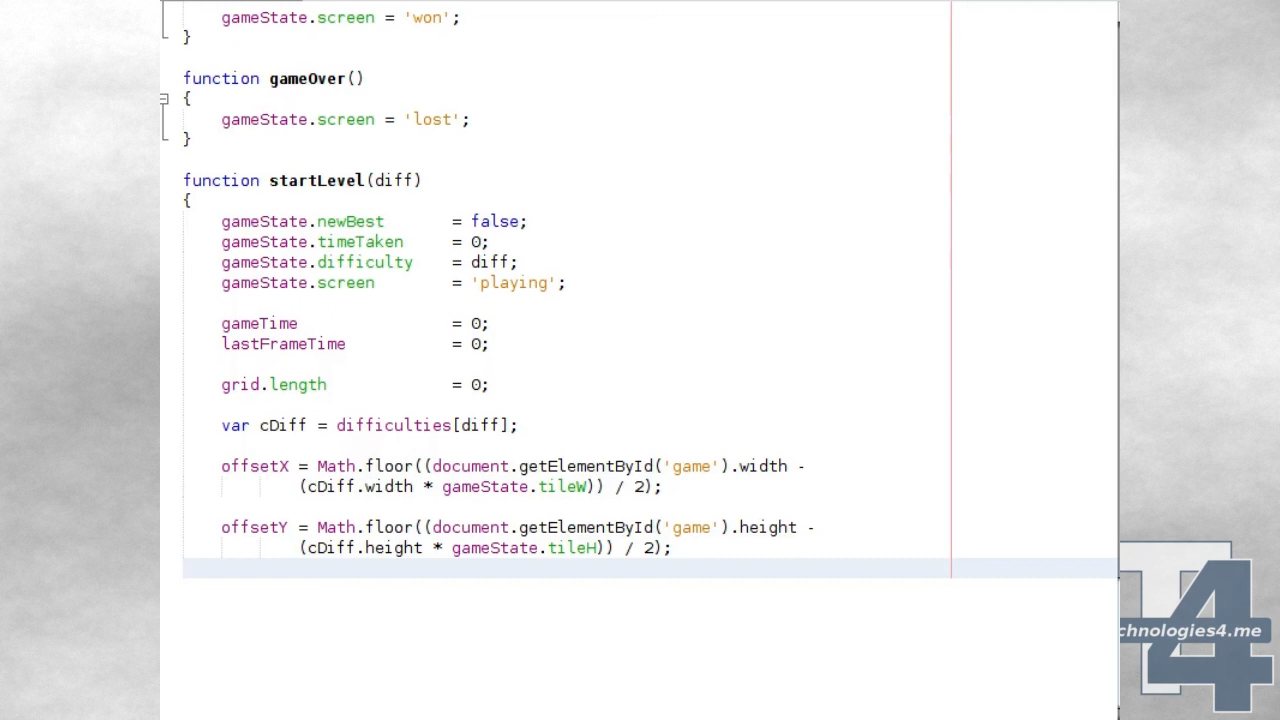 gameState.screen = 'won';
}
function gameOver()
{
gameState.screen = 'lost';
}
function startLevel(diff)
{
gameState.newBest = false;
gameState.timeTaken = 0;
gameState.difficulty = diff;
gameState.screen = 'playing';
gameTime = 0;
lastFrameTime = 0;
grid.length = 0;
var cDiff = difficulties[diff];
offsetX = Math.floor((document.getElementById('game').width -
(cDiff.width * gameState.tileW)) / 2);
offsetY = Math.floor((document.getElementById('game').height -
(cDiff.height * gameState.tileH)) / 2);
T4
chnologies4.me